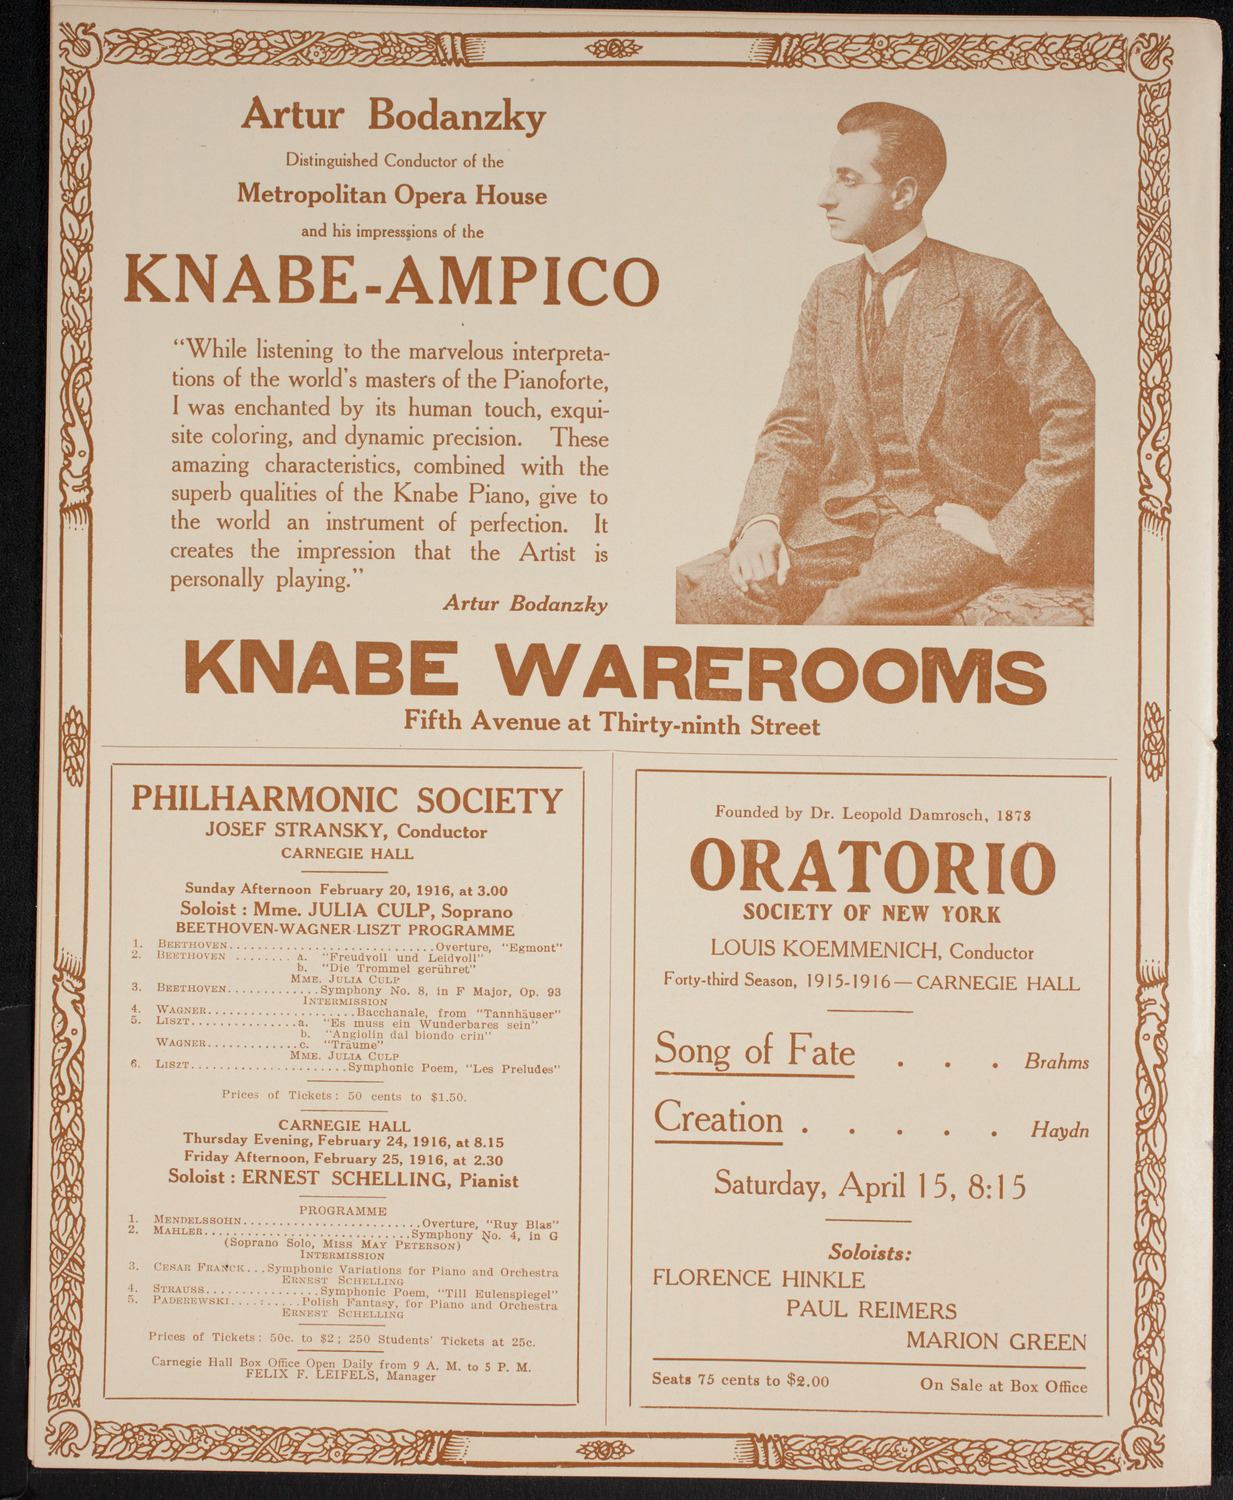 Artur Bodanzky
Distinguished Conductor of the
Metropolitan Opera House
and his impresssions of the
KNABE-AMPICO
“While listening to the marvelous interpreta-
tions of the world's masters of the Pianoforte,
I was enchanted by its human touch, exqui-
site coloring, and dynamic precision. These
amazing characteristics, combined with the
superb qualities of the Knabe Piano, give to
the world an instrument of perfection. It
creates the impression that the Artist is
personally playing.”
Artur Bodanzky
KNABE WAREROOMS
Fifth Avenue at Thirty-ninth Street
PHILHARMONIC SOCIETY
JOSEF STRANSKY, Conductor
CARNEGIE HALL
Sunday Afternoon February 20, 1916, at 3.00
Soloist : Mme. JULIA CULP, Soprano
BEETHOVEN-WAGNER-LISZT PROGRAMME
1. BEETHOVEN.............................Overture, "Egmont"
2. BEETHOVEN ........ a. "Freudvoll und Leidvoll"
b. "Die Trommel gerühret"
MME. JULIA CULP
3. BEETHOVEN.............Symphony No. 8, in F Major, Op. 93
INTERMISSION
4. WAGNER.....................Bacchanale, from "Tannhäuser"
5. LISZT...............a. "Es muss ein Wunderbares sein"
b. "Angiolin dal biondo crin"
WAGNER.............c. "Träume"
MME. JULIA CULP
6. LISZT......................Symphonic Poem, "Les Preludes"
Prices of Tickets: 50 cents to $1.50.
CARNEGIE HALL
Thursday Evening, February 24, 1916, at 8.15
Friday Afternoon, February 25, 1916, at 2.30
Soloist : ERNEST SCHELLING, Pianist
PROGRAMME
1. MENDELSSOHN.........................Overture, "Ruy Blas"
2. MAHLER.............................Symphony No. 4, in G
(Soprano Solo, MISS MAY PETERSON)
INTERMISSION
3. CESAR FRANCK...Symphonic Variations for Piano and Orchestra
ERNEST SCHELLING
4. STRAUSS................Symphonic Poem, "Till Eulenspiegel"
5. PADEREWSKI....:.....Polish Fantasy, for Piano and Orchestra
ERNEST SCHELLING
Prices of Tickets: 50c. to $2; 250 Students' Tickets at 25c.
Carnegie Hall Box Office Open Daily from 9 A. M. to 5 P. M.
FELIX F. LEIFELS, Manager
Founded by Dr. Leopold Damrosch, 1873
ORATORIO
SOCIETY OF NEW YORK
LOUIS KOEMMENICH, Conductor
Forty-third Season, 1915-1916—CARNEGIE HALL
Song of Fate . . . Brahms
Creation . . . . . Haydn
Saturday, April 15, 8:15
Soloists:
FLORENCE HINKLE
PAUL REIMERS
MARION GREEN
Seats 75 cents to $2.00 On Sale at Box Office